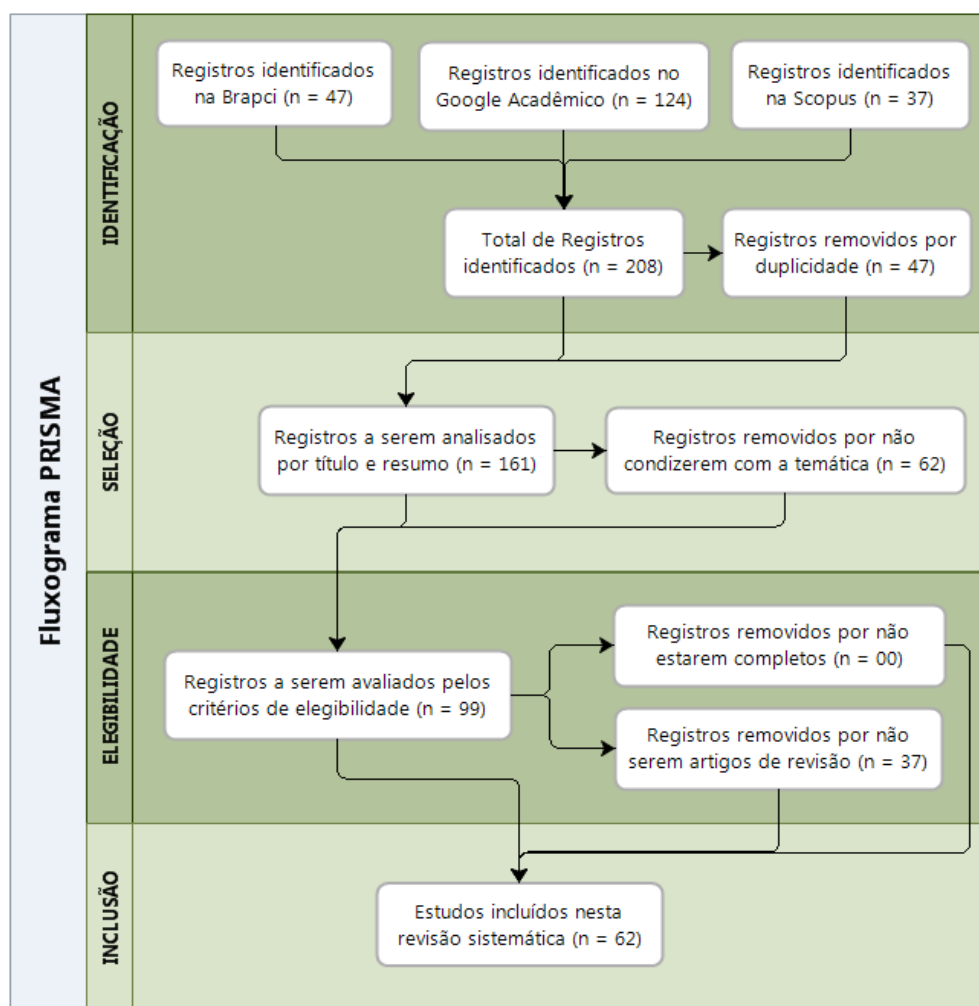 Fluxograma PRISMA
IDENTIFICAÇÃO
Registros identificados
na Brapci (n = 47)
Registros identificados no
Google Acadêmico (n = 124)
Registros identificados
na Scopus (n = 37)
Total de Registros
identificados (n = 208)
Registros removidos por
duplicidade (n = 47)
SELEÇÃO
Registros a serem analisados
por título e resumo (n = 161)
Registros removidos por não
condizerem com a temática (n = 62)
ELEGIBILIDADE
Registros a serem avaliados pelos
critérios de elegibilidade (n = 99)
Registros removidos por não
estarem completos (n = 00)
Registros removidos por não
serem artigos de revisão (n = 37)
INCLUSÃO
Estudos incluídos nesta
revisão sistemática (n = 62)